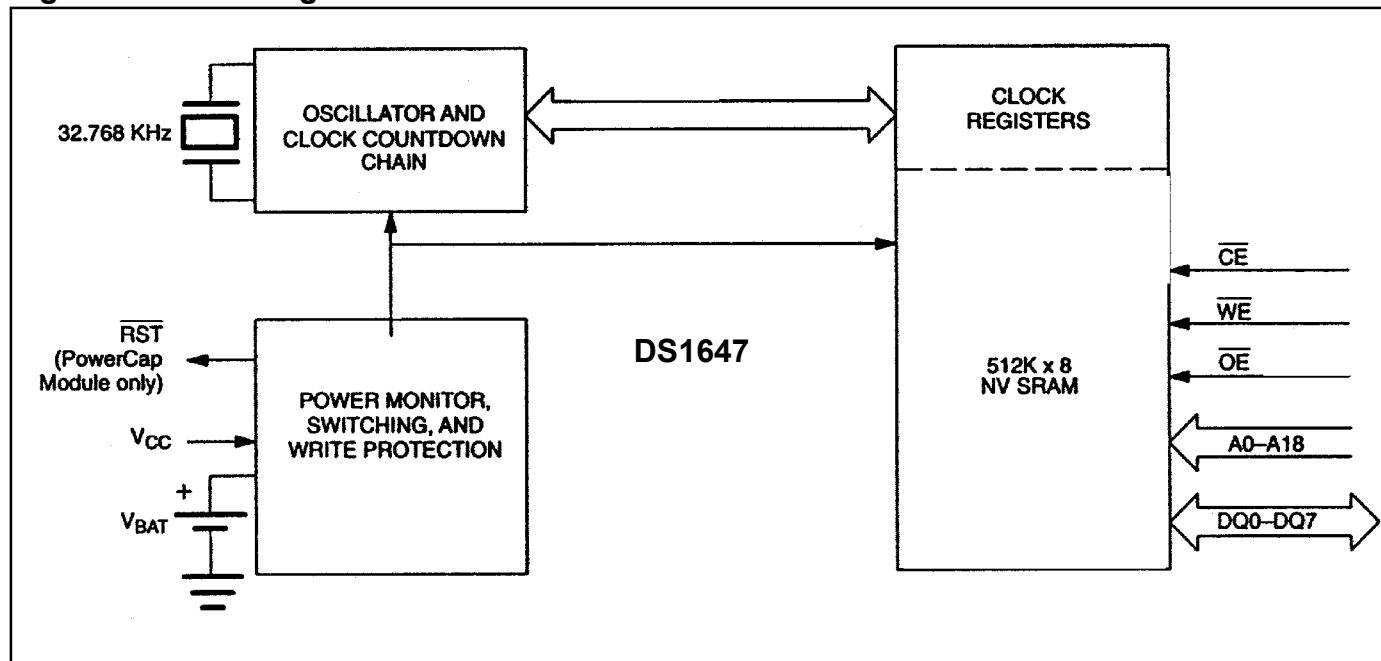 OSCILLATOR AND
CLOCK COUNTDOWN
CHAIN
32.768 KHz
CLOCK
REGISTERS
CE
WE
OE
A0–A18
DQ0–DQ7
512K x 8
NV SRAM
DS1647
RST
(PowerCap
Module only)
VCC
+
VBAT
POWER MONITOR,
SWITCHING, AND
WRITE PROTECTION